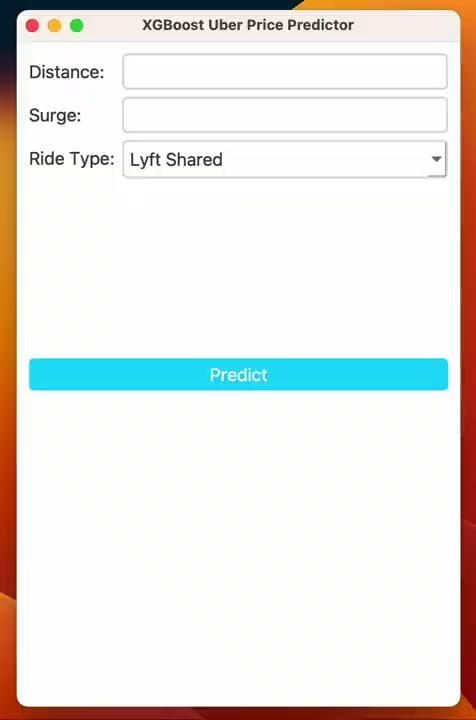 XGBoost Uber Price Predictor
Distance:
Surge:
Ride Type: Lyft Shared
Predict